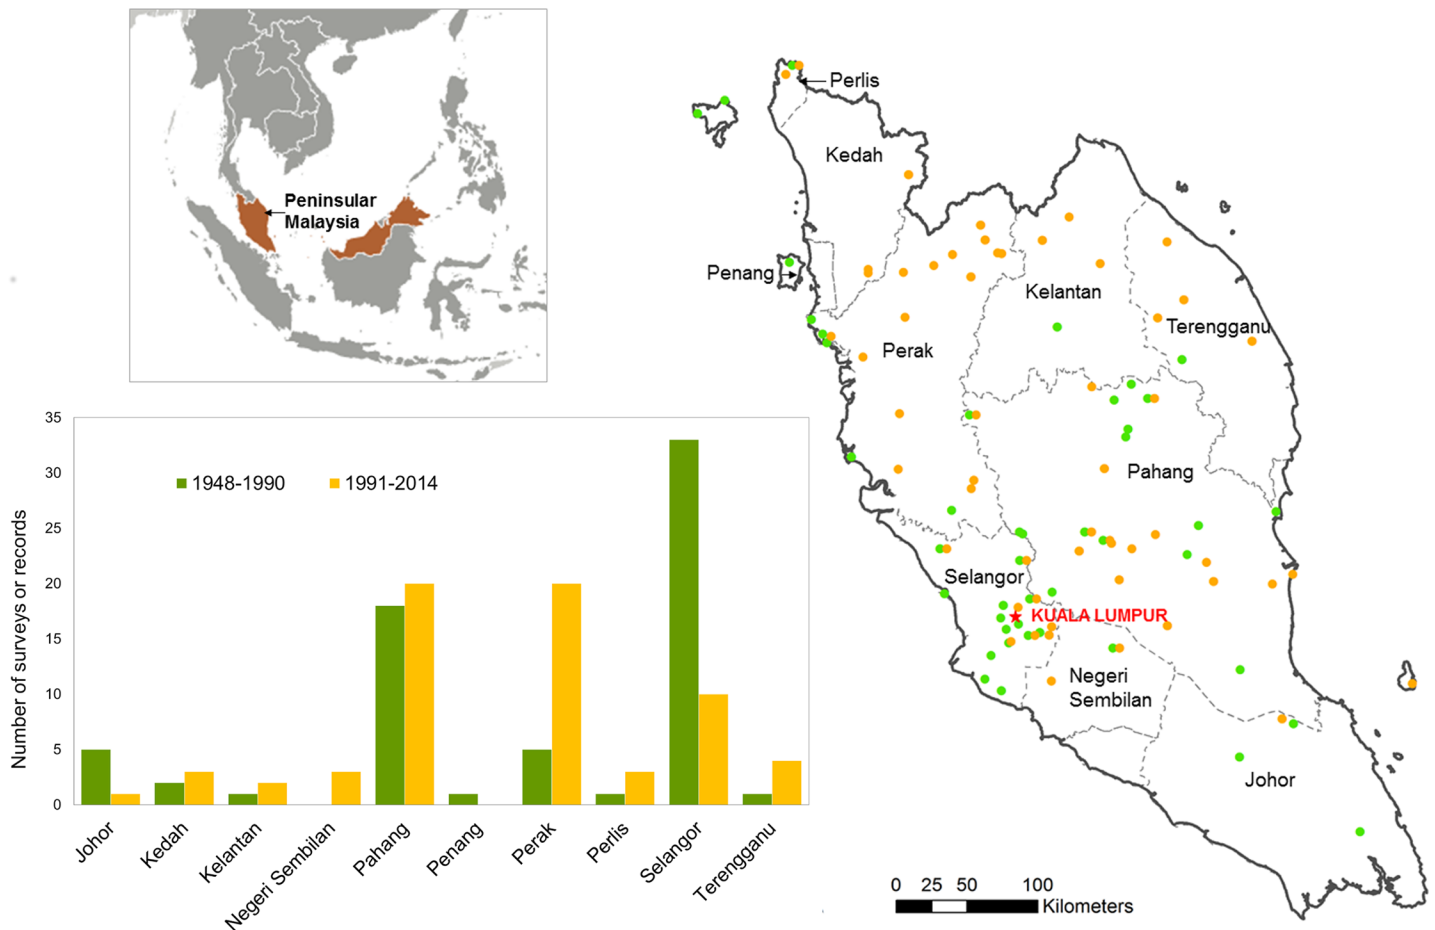 Peninsular
Malaysia
Perlis
Kedah
Penang
Kelantan
Terengganu
Perak
Pahang
Selangor
KUALA LUMPUR
Negeri
Sembilan
Johor
0 25 50 100
Kilometers
35
30
25
20
15
10
5
0
Number of surveys or records
1948-1990
1991-2014
Johor
Kedah
Kelantan
Negeri Sembilan
Pahang
Penang
Perak
Perlis
Selangor
Terengganu